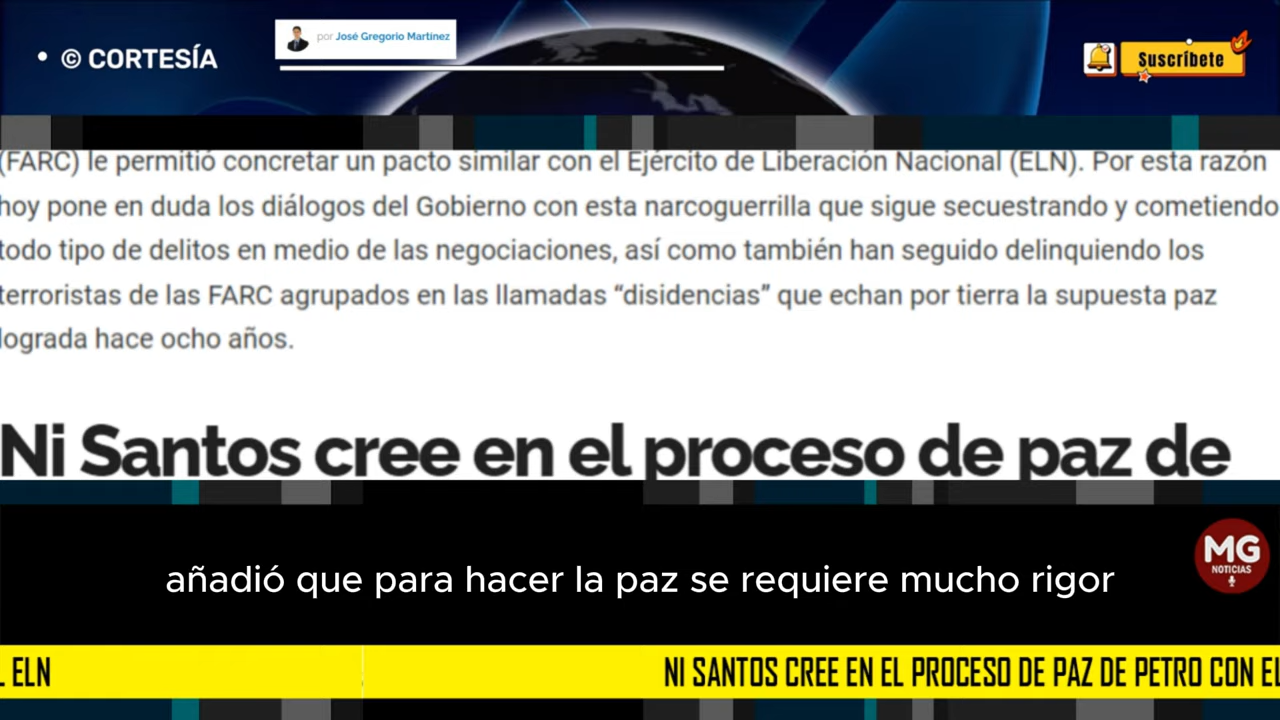 • © CORTESÍA
por José Gregorio Martínez
Suscríbete
(FARC) le permitió concretar un pacto similar con el Ejército de Liberación Nacional (ELN). Por esta razón
hoy pone en duda los diálogos del Gobierno con esta narcoguerrilla que sigue secuestrando y cometiendo
todo tipo de delitos en medio de las negociaciones, así como también han seguido delinquiendo los
terroristas de las FARC agrupados en las llamadas “disidencias” que echan por tierra la supuesta paz
lograda hace ocho años.
Ni Santos cree en el proceso de paz de
añadió que para hacer la paz se requiere mucho rigor
MG
NOTICIAS
L ELN
NI SANTOS CREE EN EL PROCESO DE PAZ DE PETRO CON EL